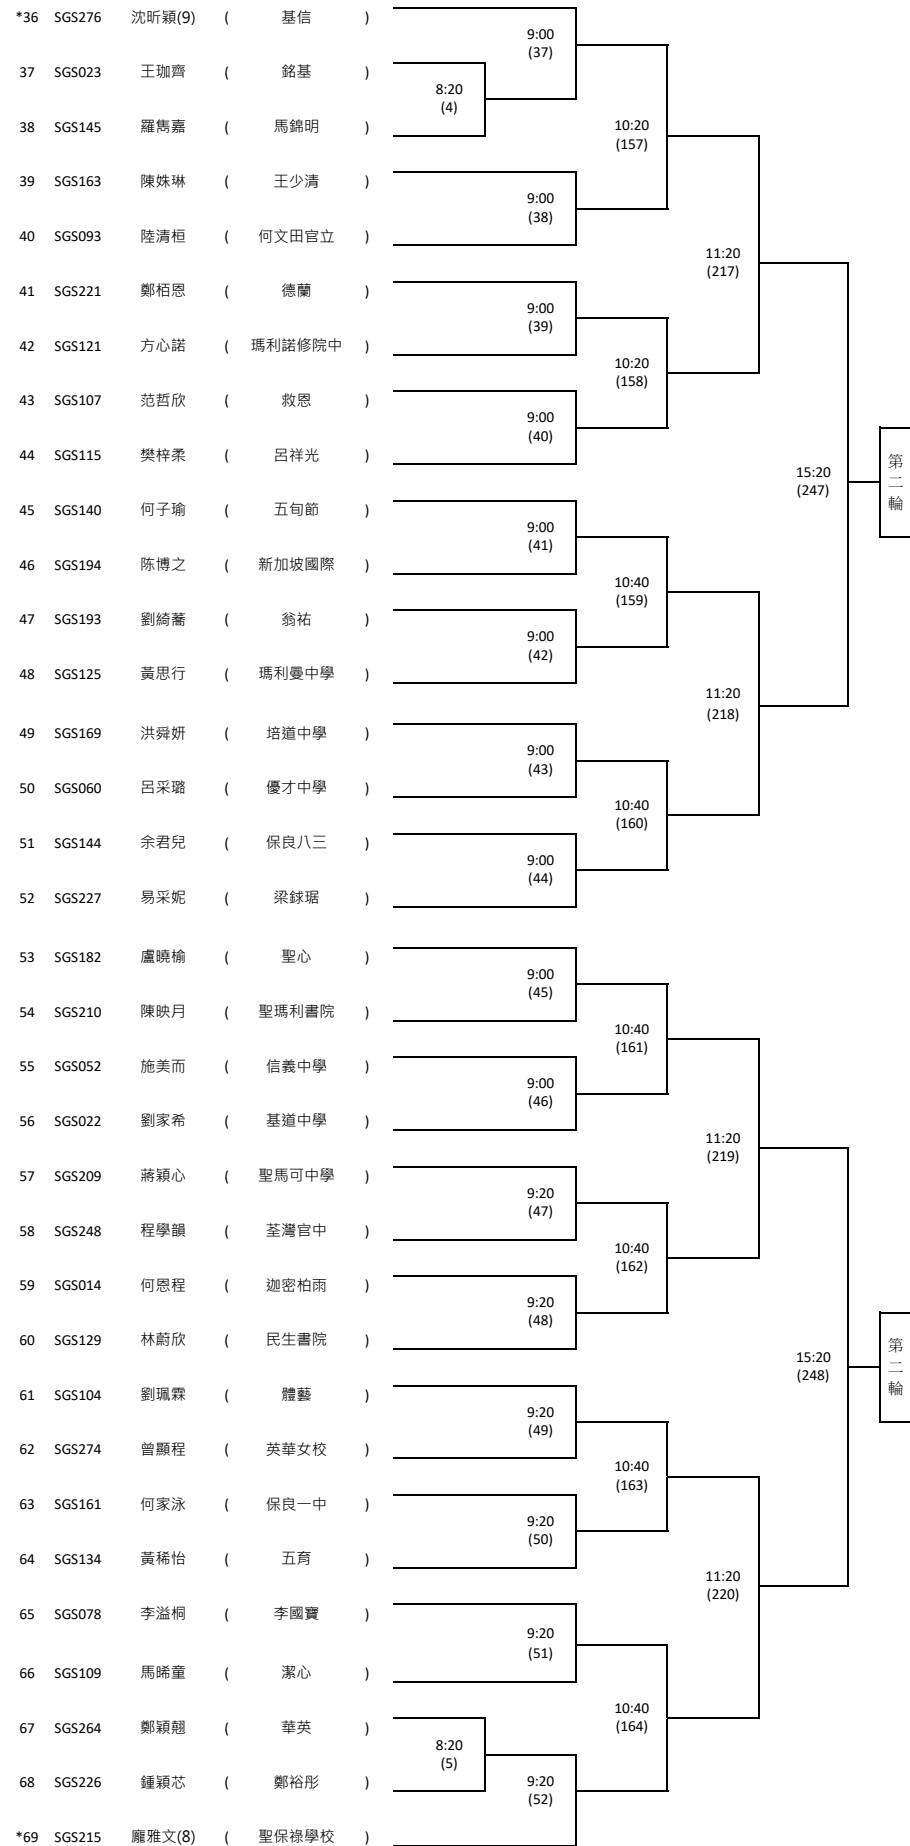 *36 SGS276 沈昕穎(9) ( 基信 )
9:00
(37)
37 SGS023 王珈齊 ( 銘基 )
8:20
(4)
38 SGS145 羅雋嘉 ( 馬錦明 )
10:20
(157)
39 SGS163 陳姝琳 ( 王少清 )
9:00
(38)
40 SGS093 陸清桓 ( 何文田官立 )
11:20
(217)
41 SGS221 鄭栢恩 ( 德蘭 )
9:00
(39)
42 SGS121 方心諾 ( 瑪利諾修院中 )
10:20
(158)
43 SGS107 范哲欣 ( 救恩 )
9:00
(40)
44 SGS115 樊梓柔 ( 呂祥光 )
15:20
(247)
第二輪
45 SGS140 何子瑜 ( 五旬節 )
9:00
(41)
46 SGS194 陈博之 ( 新加坡國際 )
10:40
(159)
47 SGS193 劉綺蕎 ( 翁祐 )
9:00
(42)
48 SGS125 黃思行 ( 瑪利曼中學 )
11:20
(218)
49 SGS169 洪舜妍 ( 培道中學 )
9:00
(43)
50 SGS060 呂采璐 ( 優才中學 )
10:40
(160)
51 SGS144 余君兒 ( 保良八三 )
9:00
(44)
52 SGS227 易采妮 ( 梁銶琚 )
53 SGS182 盧曉榆 ( 聖心 )
9:00
(45)
54 SGS210 陳映月 ( 聖瑪利書院 )
10:40
(161)
55 SGS052 施美而 ( 信義中學 )
9:00
(46)
56 SGS022 劉家希 ( 基道中學 )
11:20
(219)
57 SGS209 蔣穎心 ( 聖馬可中學 )
9:20
(47)
58 SGS248 程學韻 ( 荃灣官中 )
10:40
(162)
59 SGS014 何恩程 ( 迦密柏雨 )
9:20
(48)
60 SGS129 林蔚欣 ( 民生書院 )
15:20
(248)
第二輪
61 SGS104 劉珮霖 ( 體藝 )
9:20
(49)
62 SGS274 曾顯程 ( 英華女校 )
10:40
(163)
63 SGS161 何家泳 ( 保良一中 )
9:20
(50)
64 SGS134 黃稀怡 ( 五育 )
11:20
(220)
65 SGS078 李溢桐 ( 李國寶 )
9:20
(51)
66 SGS109 馬晞童 ( 潔心 )
10:40
(164)
67 SGS264 鄭穎翹 ( 華英 )
8:20
(5)
68 SGS226 鍾穎芯 ( 鄭裕彤 )
9:20
(52)
*69 SGS215 龐雅文(8) ( 聖保祿學校 )